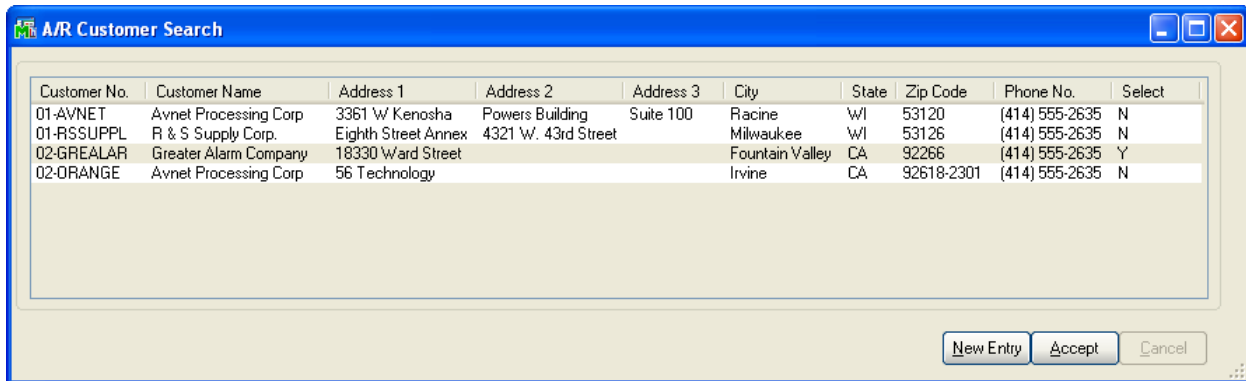 A/R Customer Search
Customer No. Customer Name Address 1 Address 2 Address 3 City State Zip Code Phone No. Select
01-AVNET Avnet Processing Corp 3361 W Kenosha Powers Building Suite 100 Racine WI 53120 (414) 555-2635 N
01-RSSUPPL R & S Supply Corp. Eighth Street Annex 4321 W. 43rd Street Milwaukee WI 53126 (414) 555-2635 N
02-GREALAR Greater Alarm Company 18330 Ward Street Fountain Valley CA 92266 (414) 555-2635 Y
02-ORANGE Avnet Processing Corp 56 Technology Irvine CA 92618-2301 (414) 555-2635 N
New Entry Accept Cancel